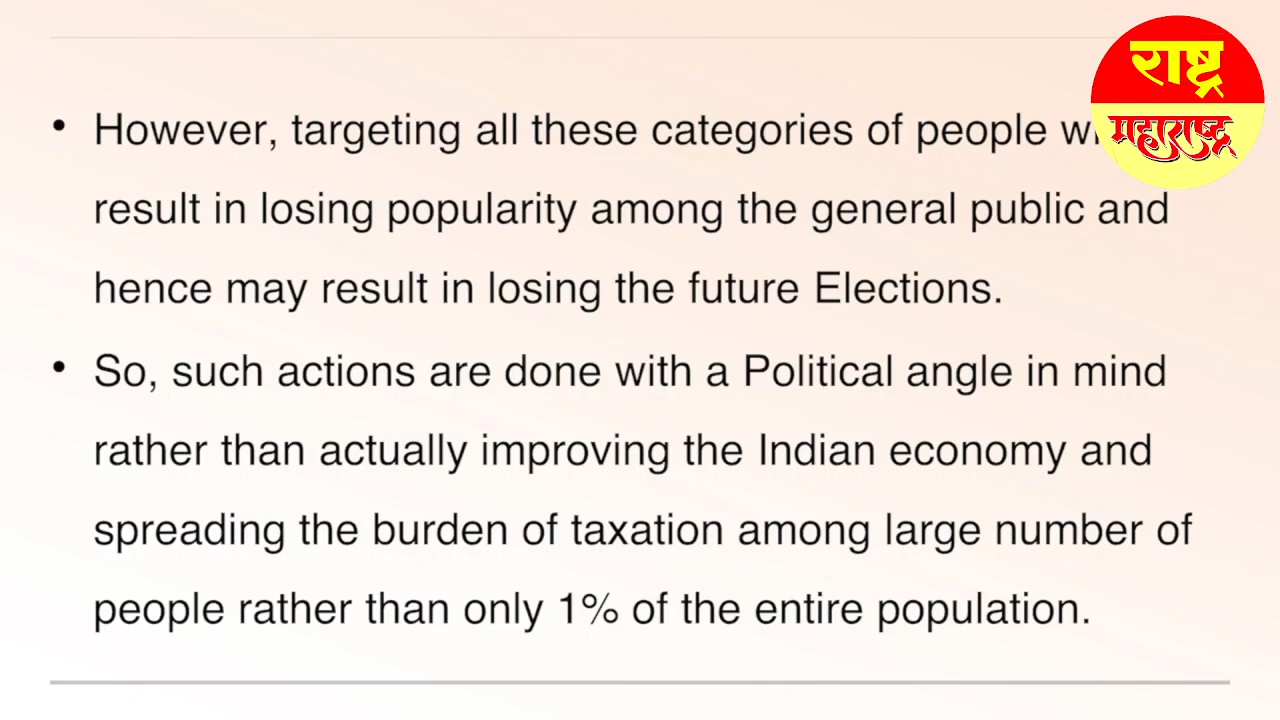 राष्ट्र
महाराष्ट्र
• However, targeting all these categories of people
result in losing popularity among the general public and
hence may result in losing the future Elections.
• So, such actions are done with a Political angle in mind
rather than actually improving the Indian economy and
spreading the burden of taxation among large number of
people rather than only 1% of the entire population.